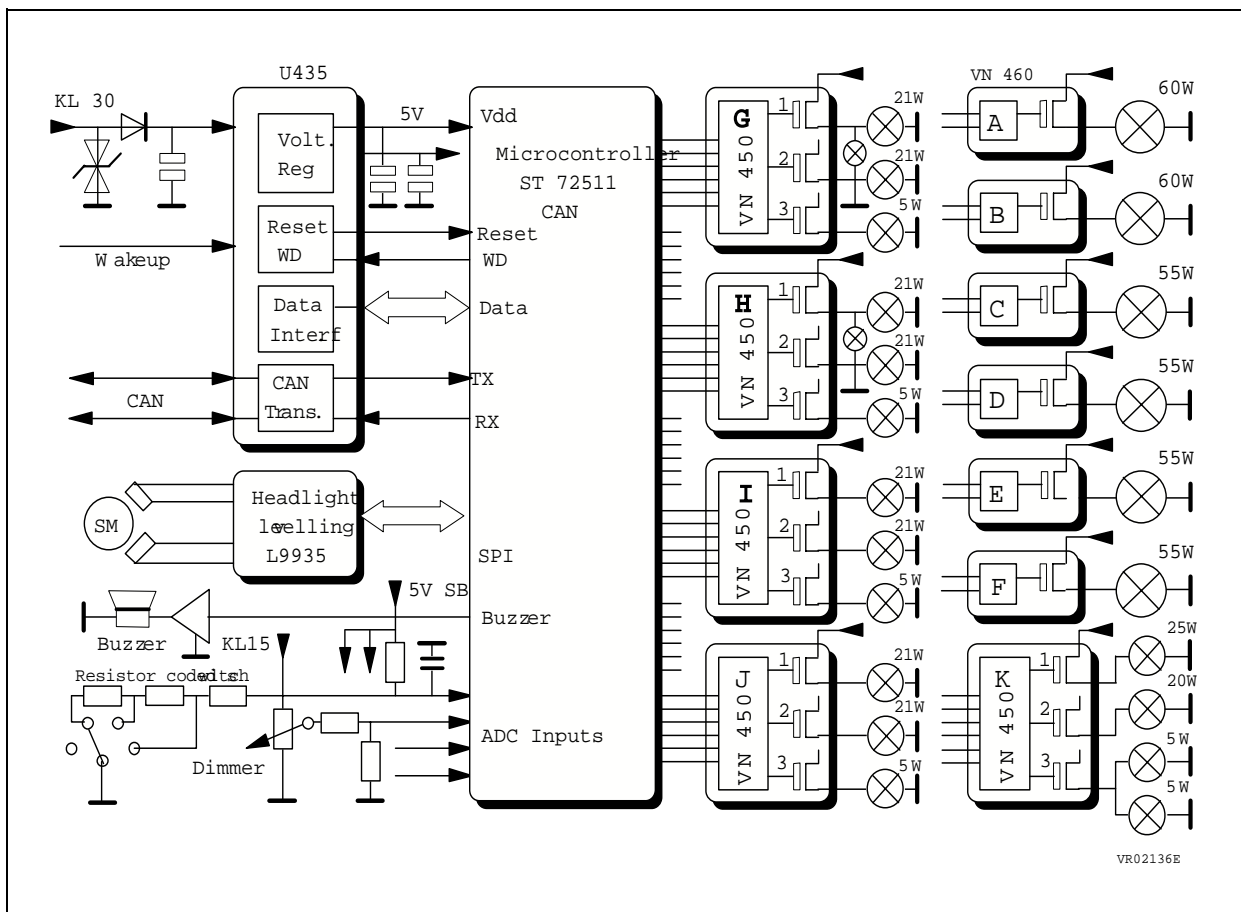 U435
KL 30
Volt.
Reg
5V
Vdd
Microcontroller
ST 72511
CAN
Wakeup
Reset
WD
Reset
WD
Data
Interf
Data
CAN
CAN
Trans.
TX
RX
SM
Headlight
levelling
L9935
SPI
5V SB
Buzzer
Buzzer
KL15
Resistor coded switch
Dimmer
ADC Inputs
G
VN 450
1
2
3
21W
21W
5W
H
VN 450
1
2
3
21W
21W
5W
I
VN 450
1
2
3
21W
21W
5W
J
VN 450
1
2
3
21W
21W
5W
VN 460
A
60W
B
60W
C
55W
D
55W
E
55W
F
55W
K
VN 450
1
2
3
25W
20W
5W
5W
VR02136E